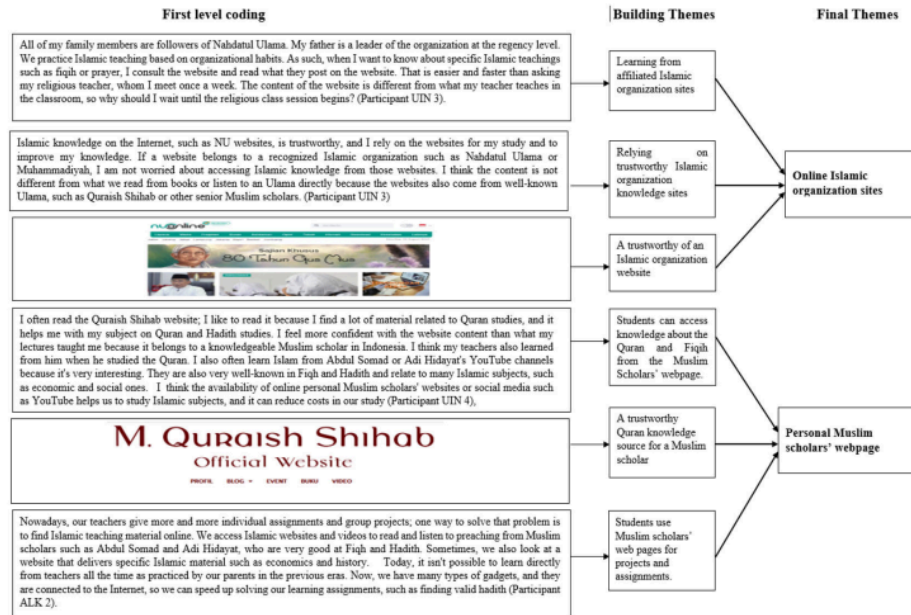 First level coding
Building Themes
Final Themes
All of my family members are followers of Nahdatul Ulama. My father is a leader of the organization at the regency level.
We practice Islamic teaching based on organizational habits. As such, when I want to know about specific Islamic teachings
such as fiqih or prayer, I consult the website and read what they post on the website. That is easier and faster than asking
my religious teacher, whom I meet once a week. The content of the website is different from what my teacher teaches in
the classroom, so why should I wait until the religious class session begins? (Participant UIN 3).
Learning from
affiliated Islamic
organization sites
Islamic knowledge on the Internet, such as NU websites, is trustworthy, and I rely on the websites for my study and to
improve my knowledge. If a website belongs to a recognized Islamic organization such as Nahdatul Ulama or
Muhammadiyah, I am not worried about accessing Islamic knowledge from those websites. I think the content is not
different from what we read from books or listen to an Ulama directly because the websites also come from well-known
Ulama, such as Quraish Shihab or other senior Muslim scholars. (Participant UIN 3)
Relying on
trustworthy Islamic
organization
knowledge sites
Online Islamic
organization sites
nuonline
Sajian Khusus
80 Tahun Gus Mus
A trustworthy of an
Islamic organization
website
I often read the Quraish Shihab website; I like to read it because I find a lot of material related to Quran studies, and it
helps me with my subject on Quran and Hadith studies. I feel more confident with the website content than what my
lectures taught me because it belongs to a knowledgeable Muslim scholar in Indonesia. I think my teachers also learned
from him when he studied the Quran. I also often learn Islam from Abdul Somad or Adi Hidayat's YouTube channels
because it's very interesting. They are also very well-known in Fiqh and Hadith and relate to many Islamic subjects, such
as economic and social ones. I think the availability of online personal Muslim scholars' websites or social media such
as YouTube helps us to study Islamic subjects, and it can reduce costs in our study (Participant UIN 4),
Students can access
knowledge about the
Quran and Fiqih
from the Muslim
Scholars' webpage.
M. Quraish Shihab
Official Website
PROFIL BLOG EVENT BUKU VIDEO
A trustworthy
Quran knowledge
source for a Muslim
scholar
Personal Muslim
scholars' webpage
Nowadays, our teachers give more and more individual assignments and group projects; one way to solve that problem is
to find Islamic teaching material online. We access Islamic websites and videos to read and listen to preaching from Muslim
scholars such as Abdul Somad and Adi Hidayat, who are very good at Fiqh and Hadith. Sometimes, we also look at a
website that delivers specific Islamic material such as economics and history. Today, it isn't possible to learn directly
from teachers all the time as practiced by our parents in the previous eras. Now, we have many types of gadgets, and they
are connected to the Internet, so we can speed up solving our learning assignments, such as finding valid hadith (Participant
ALK 2).
Students use
Muslim scholars'
web pages for
projects and
assignments.